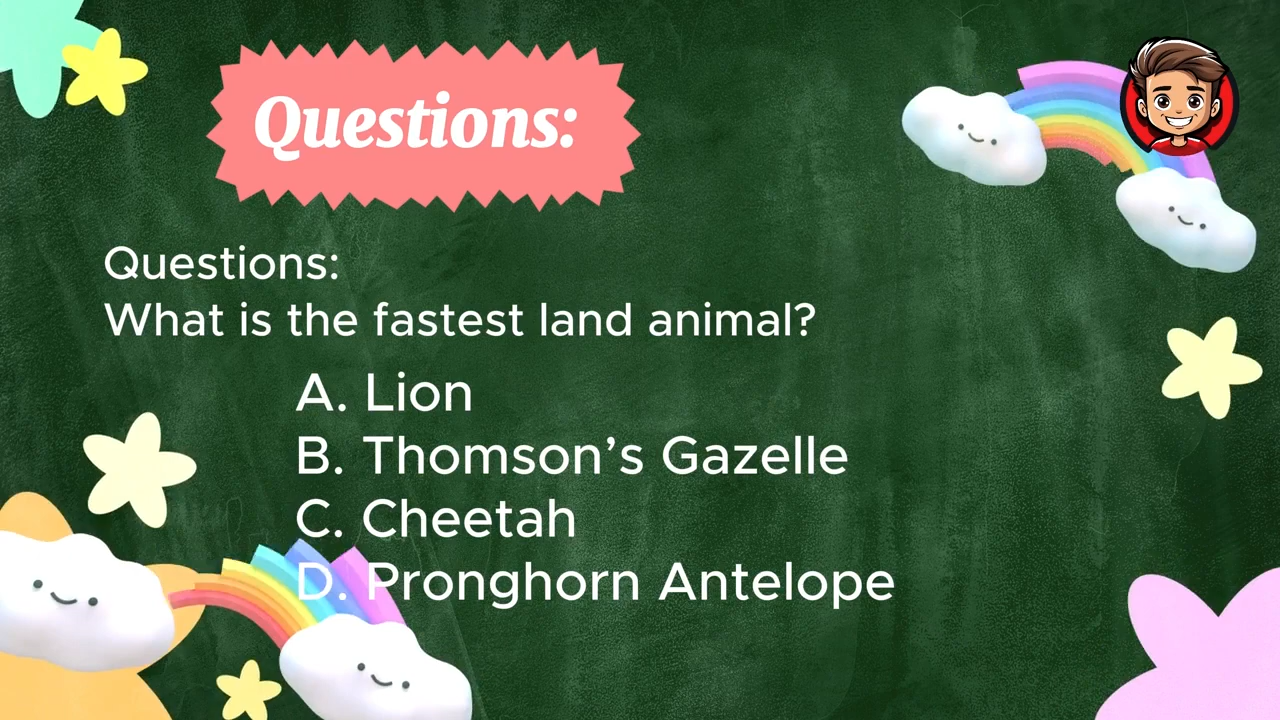 Questions:
Questions:
What is the fastest land animal?
A. Lion
B. Thomson’s Gazelle
C. Cheetah
D. Pronghorn Antelope